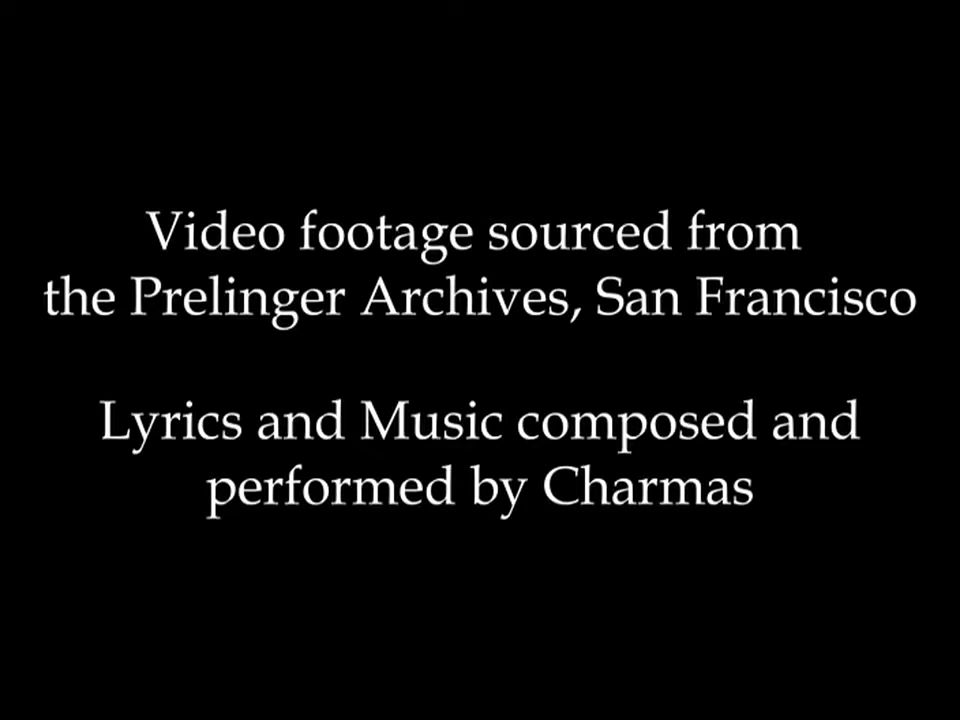 Video footage sourced from
the Prelinger Archives, San Francisco
Lyrics and Music composed and
performed by Charmas